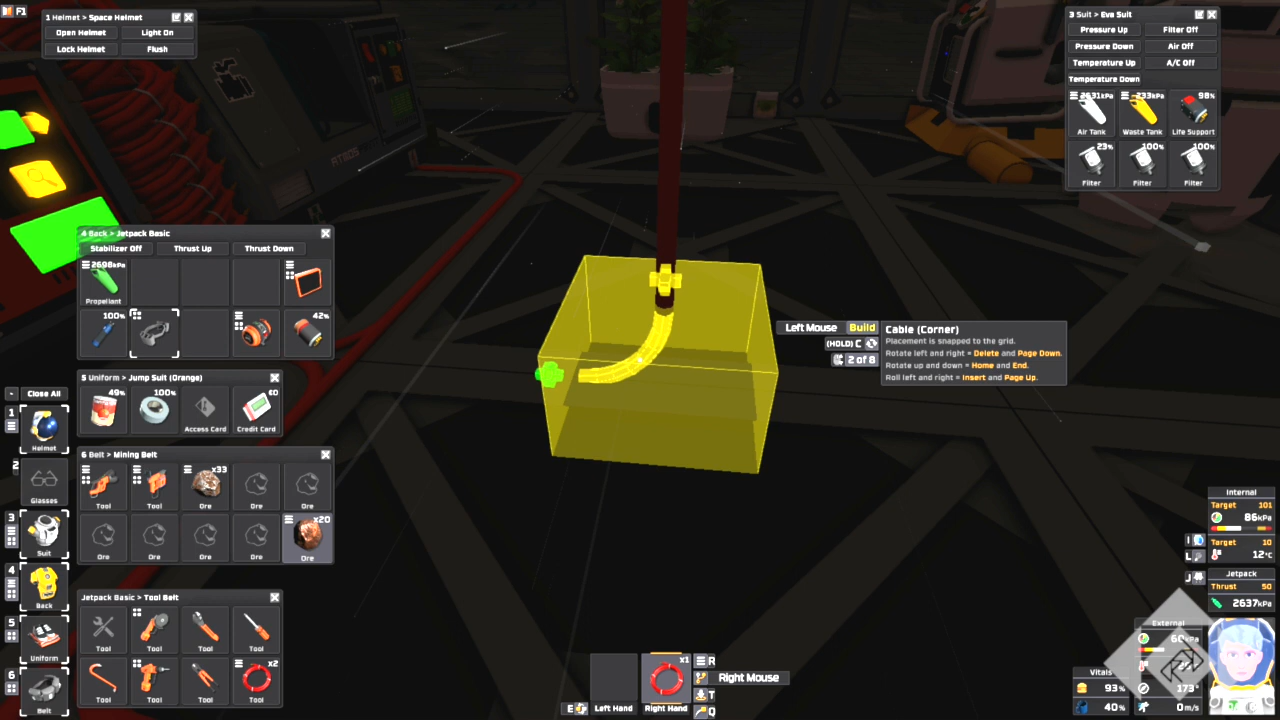 F1
1 Helmet > Space Helmet
Open Helmet
Light On
Lock Helmet
Flush
3 Suit > Eva Suit
Pressure Up
Filter Off
Pressure Down
Air Off
Temperature Up
A/C Off
Temperature Down
2631kPa
233kPa
98%
Air Tank
Waste Tank
Life Support
23%
100%
100%
Filter
Filter
Filter
ATMOS
4 Back > Jetpack Basic
Stabilizer Off
Thrust Up
Thrust Down
2698kPa
Propellant
100%
42%
Left Mouse
Build
(HOLD) C
2 of 8
Cable (Corner)
Placement is snapped to the grid.
Rotate left and right = Delete and Page Down.
Rotate up and down = Home and End.
Roll left and right = Insert and Page Up.
5 Uniform > Jump Suit (Orange)
49%
100%
€0
Access Card
Credit Card
- Close All
1
Helmet
2
Glasses
3
Suit
4
Back
5
Uniform
6
Belt
6 Belt > Mining Belt
x33
Tool
Tool
Ore
Ore
Ore
x20
Ore
Ore
Ore
Ore
Ore
Jetpack Basic > Tool Belt
Tool
Tool
Tool
Tool
x2
Tool
Tool
Tool
Tool
x1
R
Right Mouse
T
Q
E
Left Hand
Right Hand
Internal
Target 101
86kPa
Target 10
12°C
I
L
J
Jetpack
Thrust 50
2637kPa
External
Vitals
93%
40%
173°
0m/s